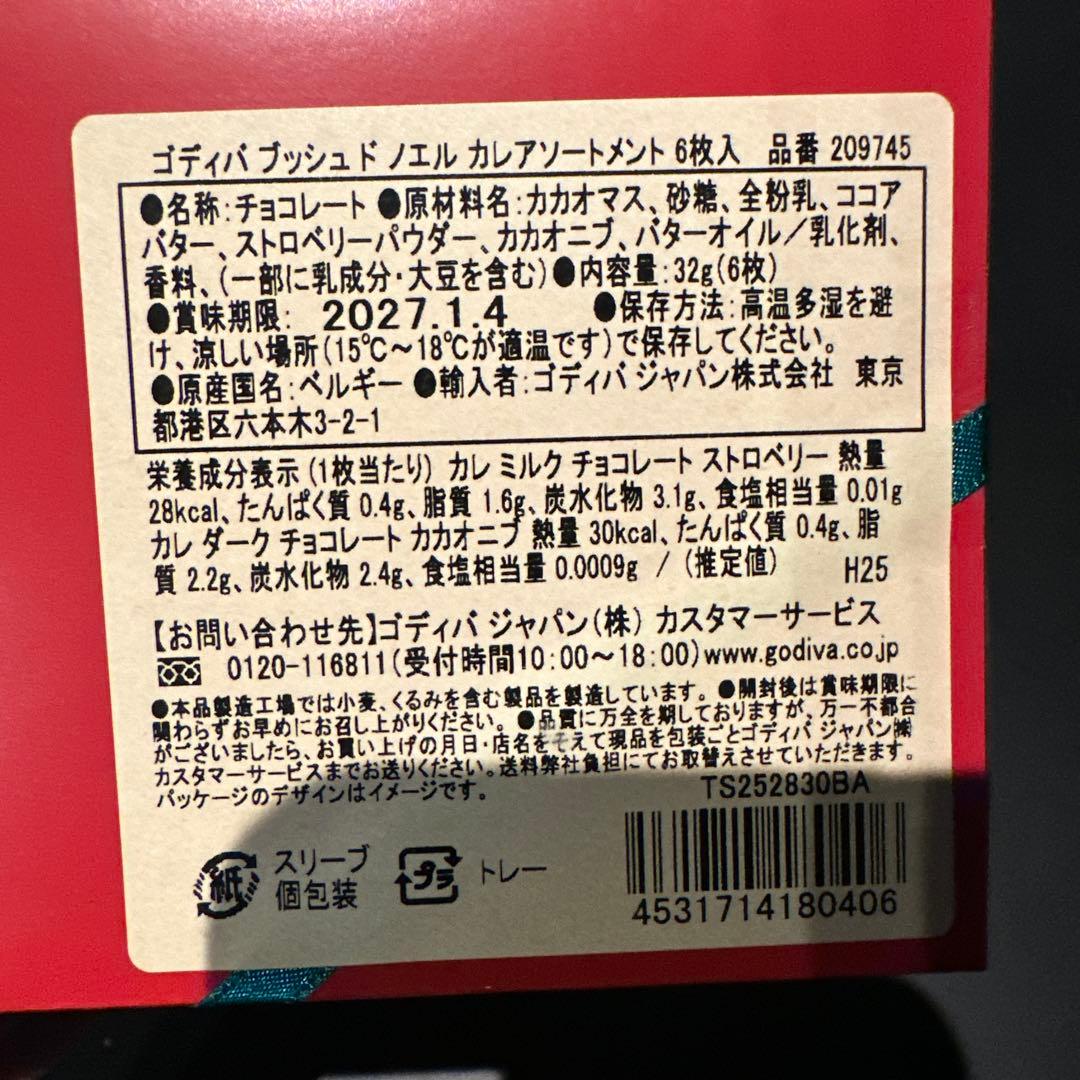 ゴディバ ブッシュド ノエル カレアソートメント 6枚入 品番 209745
●名称:チョコレート ●原材料名:カカオマス、砂糖、全粉乳、ココア
バター、ストロベリーパウダー、カカオニブ、バターオイル/乳化剤、
香料、(一部に乳成分・大豆を含む)●内容量:32g(6枚)
●賞味期限: 2027.1.4 ●保存方法:高温多湿を避
け、涼しい場所(15℃~18℃が適温です)で保存してください。
●原産国名:ベルギー ●輸入者:ゴディバ ジャパン株式会社 東京
都港区六本木3-2-1
栄養成分表示 (1枚当たり) カレ ミルク チョコレート ストロベリー 熱量
28kcal、たんぱく質 0.4g、脂質 1.6g、炭水化物 3.1g、食塩相当量 0.01g
カレ ダーク チョコレート カカオニブ 熱量 30kcal、たんぱく質 0.4g、脂
質 2.2g、炭水化物 2.4g、食塩相当量 0.0009g / (推定値) H25
【お問い合わせ先】ゴディバ ジャパン(株) カスタマーサービス
0120-116811(受付時間10:00~18:00)www.godiva.co.jp
●本品製造工場では小麦、くるみを含む製品を製造しています。 ●開封後は賞味期限に
関わらずお早めにお召し上がりください。 ●品質に万全を期しておりますが、万一不都合
がございましたら、お買い上げの月日・店名をそえて現品を包装ごとゴディバ ジャパン㈱
カスタマーサービスまでお送りください。送料弊社負担にてお取替えさせていただきます。
パッケージのデザインはイメージです。
TS252830BA
紙 スリーブ
個包装
プラ トレー
4531714180406